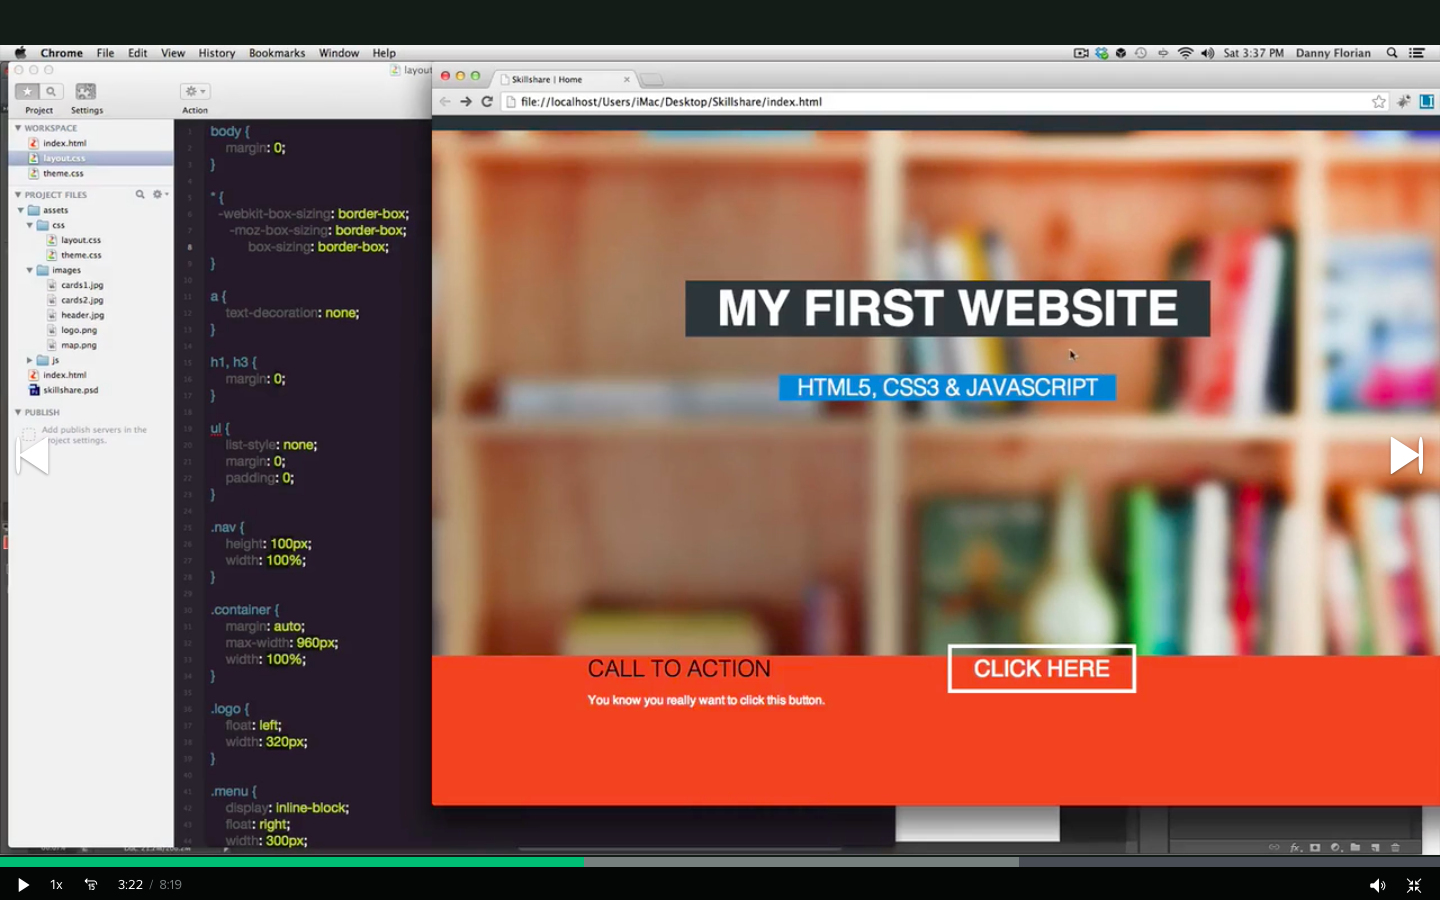 Chrome File Edit View History Bookmarks Window Help
Sat 3:37 PM Danny Florian
Project Settings
Action
WORKSPACE
index.html
layout.css
theme.css
PROJECT FILES
assets
css
layout.css
theme.css
images
cards1.jpg
cards2.jpg
header.jpg
logo.png
map.png
js
index.html
skillshare.psd
PUBLISH
Add publish servers in the
project settings.
layout
body {
margin: 0;
}
* {
-webkit-box-sizing: border-box;
-moz-box-sizing: border-box;
box-sizing: border-box;
}
a {
text-decoration: none;
}
h1, h3 {
margin: 0;
}
ul {
list-style: none;
margin: 0;
padding: 0;
}
.nav {
height: 100px;
width: 100%;
}
.container {
margin: auto;
max-width: 960px;
width: 100%;
}
.logo {
float: left;
width: 320px;
}
.menu {
display: inline-block;
float: right;
width: 300px;
Skillshare | Home
file://localhost/Users/iMac/Desktop/Skillshare/index.html
MY FIRST WEBSITE
HTML5, CSS3 & JAVASCRIPT
CALL TO ACTION
You know you really want to click this button.
CLICK HERE
fx
1x 15 3:22 / 8:19